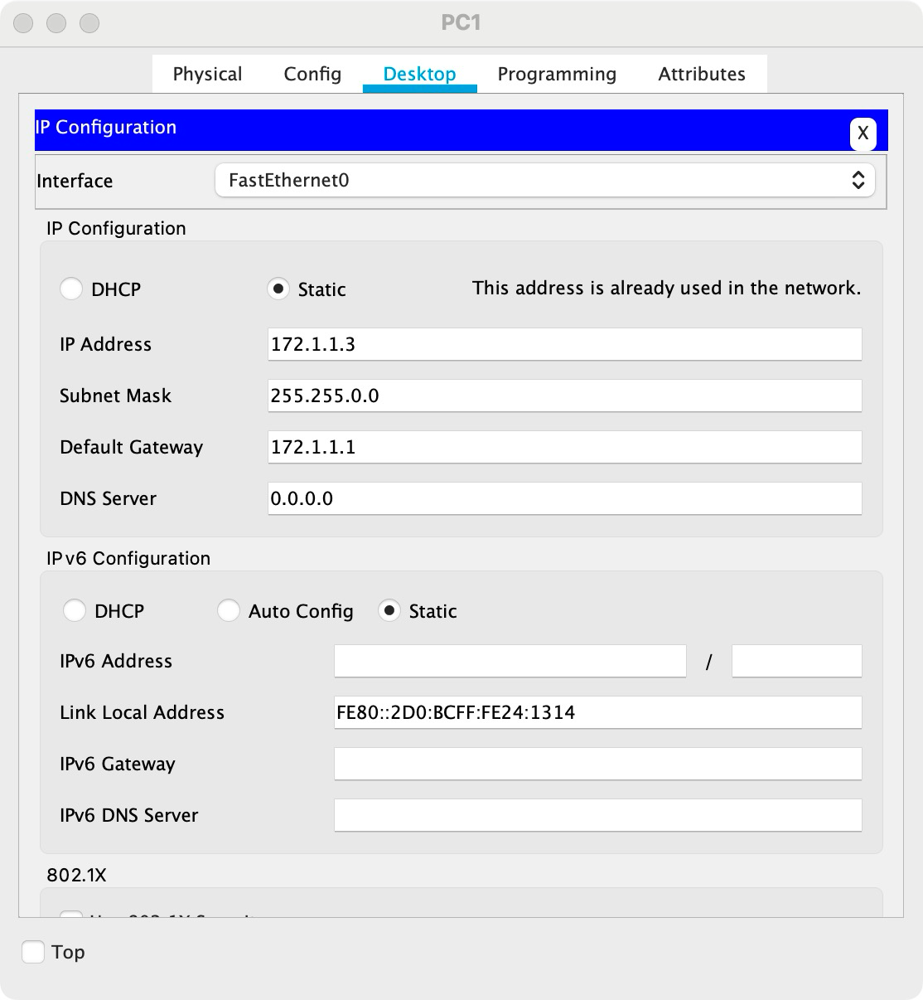 PC1
Physical Config Desktop Programming Attributes
IP Configuration
X
Interface FastEthernet0
IP Configuration
DHCP Static This address is already used in the network.
IP Address 172.1.1.3
Subnet Mask 255.255.0.0
Default Gateway 172.1.1.1
DNS Server 0.0.0.0
IPv6 Configuration
DHCP Auto Config Static
IPv6 Address /
Link Local Address FE80::2D0:BCFF:FE24:1314
IPv6 Gateway
IPv6 DNS Server
802.1X
Top